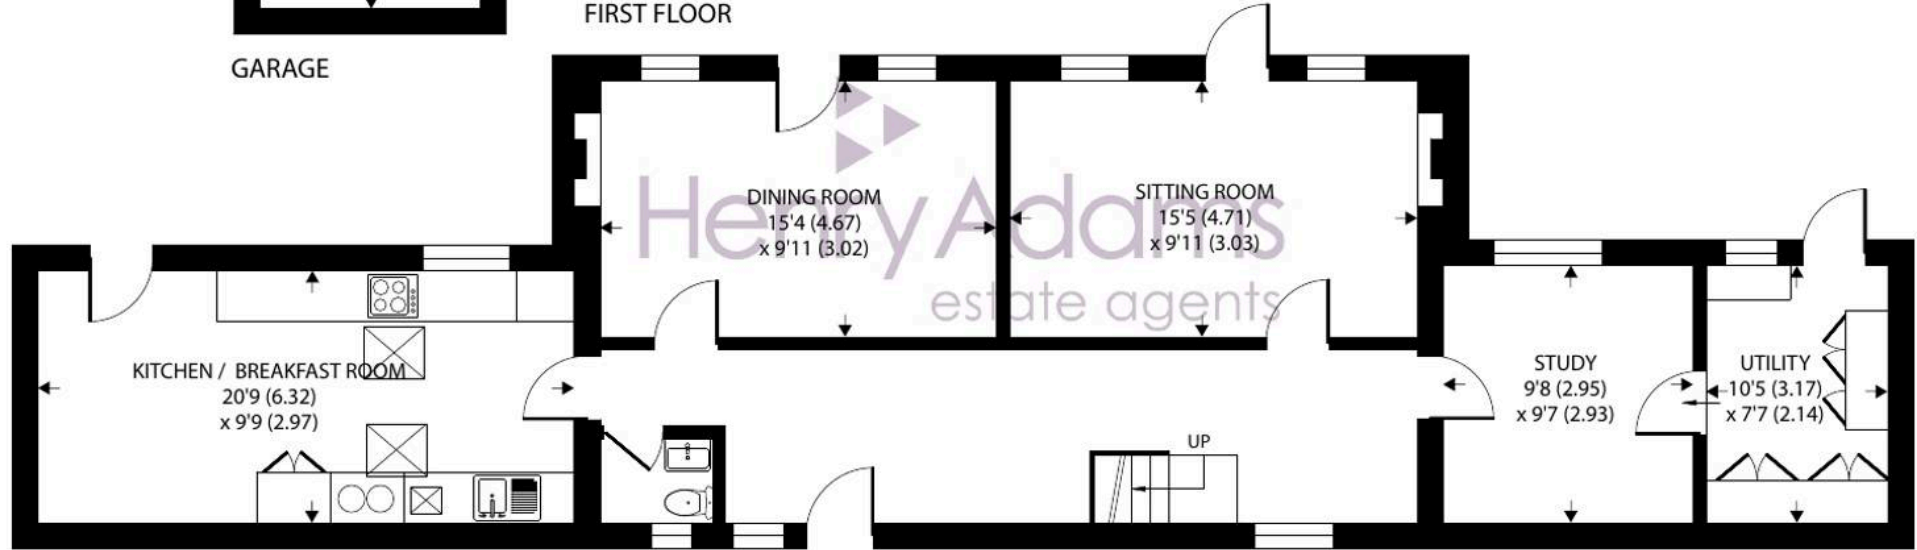 FIRST FLOOR
GARAGE
Henry Adams
estate agents
DINING ROOM
15'4 (4.67)
x 9'11 (3.02)
SITTING ROOM
15'5 (4.71)
x 9'11 (3.03)
KITCHEN / BREAKFAST ROOM
20'9 (6.32)
x 9'9 (2.97)
STUDY
9'8 (2.95)
x 9'7 (2.93)
UTILITY
10'5 (3.17)
x 7'7 (2.14)
UP